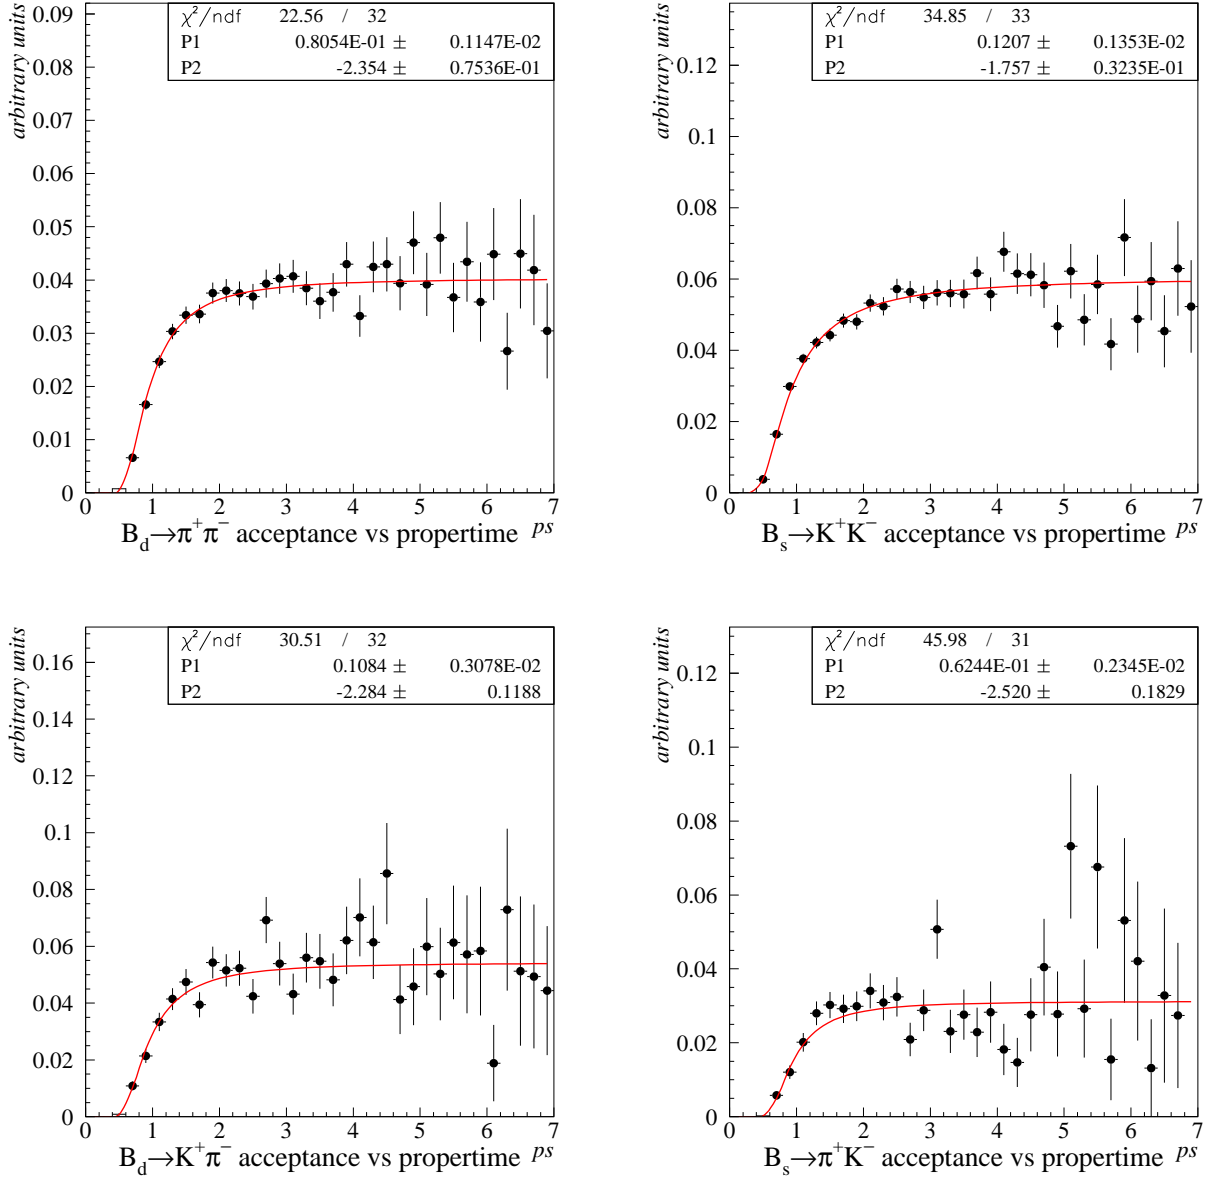 arbitrary units
χ²/ndf 22.56 / 32
P1 0.8054E-01 ± 0.1147E-02
P2 -2.354 ± 0.7536E-01
0.09
0.08
0.07
0.06
0.05
0.04
0.03
0.02
0.01
0
0 1 2 3 4 5 6 7
B_d→π⁺π⁻ acceptance vs propertime ps
arbitrary units
χ²/ndf 34.85 / 33
P1 0.1207 ± 0.1353E-02
P2 -1.757 ± 0.3235E-01
0.12
0.1
0.08
0.06
0.04
0.02
0
0 1 2 3 4 5 6 7
B_s→K⁺K⁻ acceptance vs propertime ps
arbitrary units
χ²/ndf 30.51 / 32
P1 0.1084 ± 0.3078E-02
P2 -2.284 ± 0.1188
0.16
0.14
0.12
0.1
0.08
0.06
0.04
0.02
0
0 1 2 3 4 5 6 7
B_d→K⁺π⁻ acceptance vs propertime ps
arbitrary units
χ²/ndf 45.98 / 31
P1 0.6244E-01 ± 0.2345E-02
P2 -2.520 ± 0.1829
0.12
0.1
0.08
0.06
0.04
0.02
0
0 1 2 3 4 5 6 7
B_s→π⁺K⁻ acceptance vs propertime ps